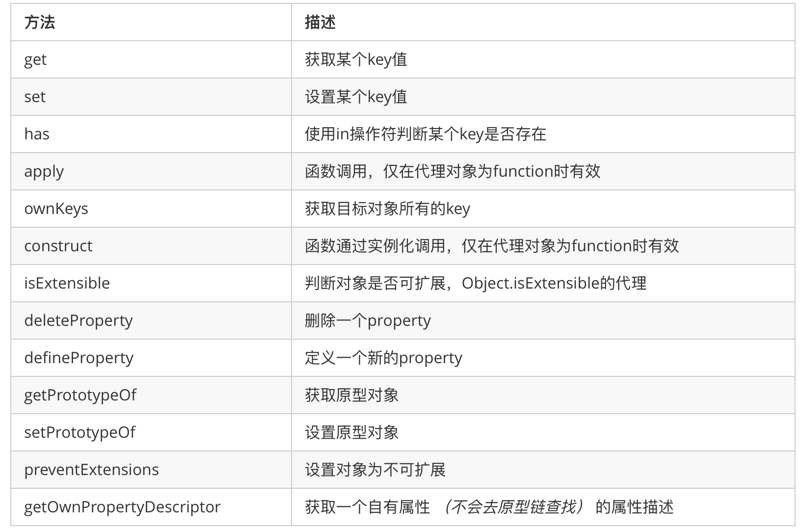 方法 描述
get 获取某个key值
set 设置某个key值
has 使用in操作符判断某个key是否存在
apply 函数调用，仅在代理对象为function时有效
ownKeys 获取目标对象所有的key
construct 函数通过实例化调用，仅在代理对象为function时有效
isExtensible 判断对象是否可扩展，Object.isExtensible的代理
deleteProperty 删除一个property
defineProperty 定义一个新的property
getPrototypeOf 获取原型对象
setPrototypeOf 设置原型对象
preventExtensions 设置对象为不可扩展
getOwnPropertyDescriptor 获取一个自有属性 （不会去原型链查找） 的属性描述